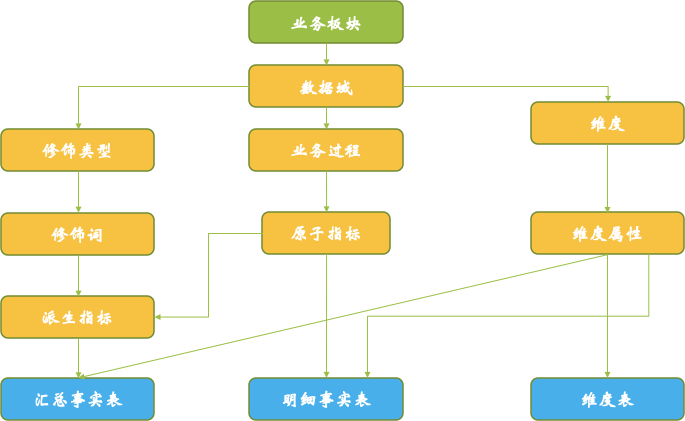 业务板块
数据域
维度
修饰类型
业务过程
修饰词
原子指标
维度属性
派生指标
汇总事实表
明细事实表
维度表